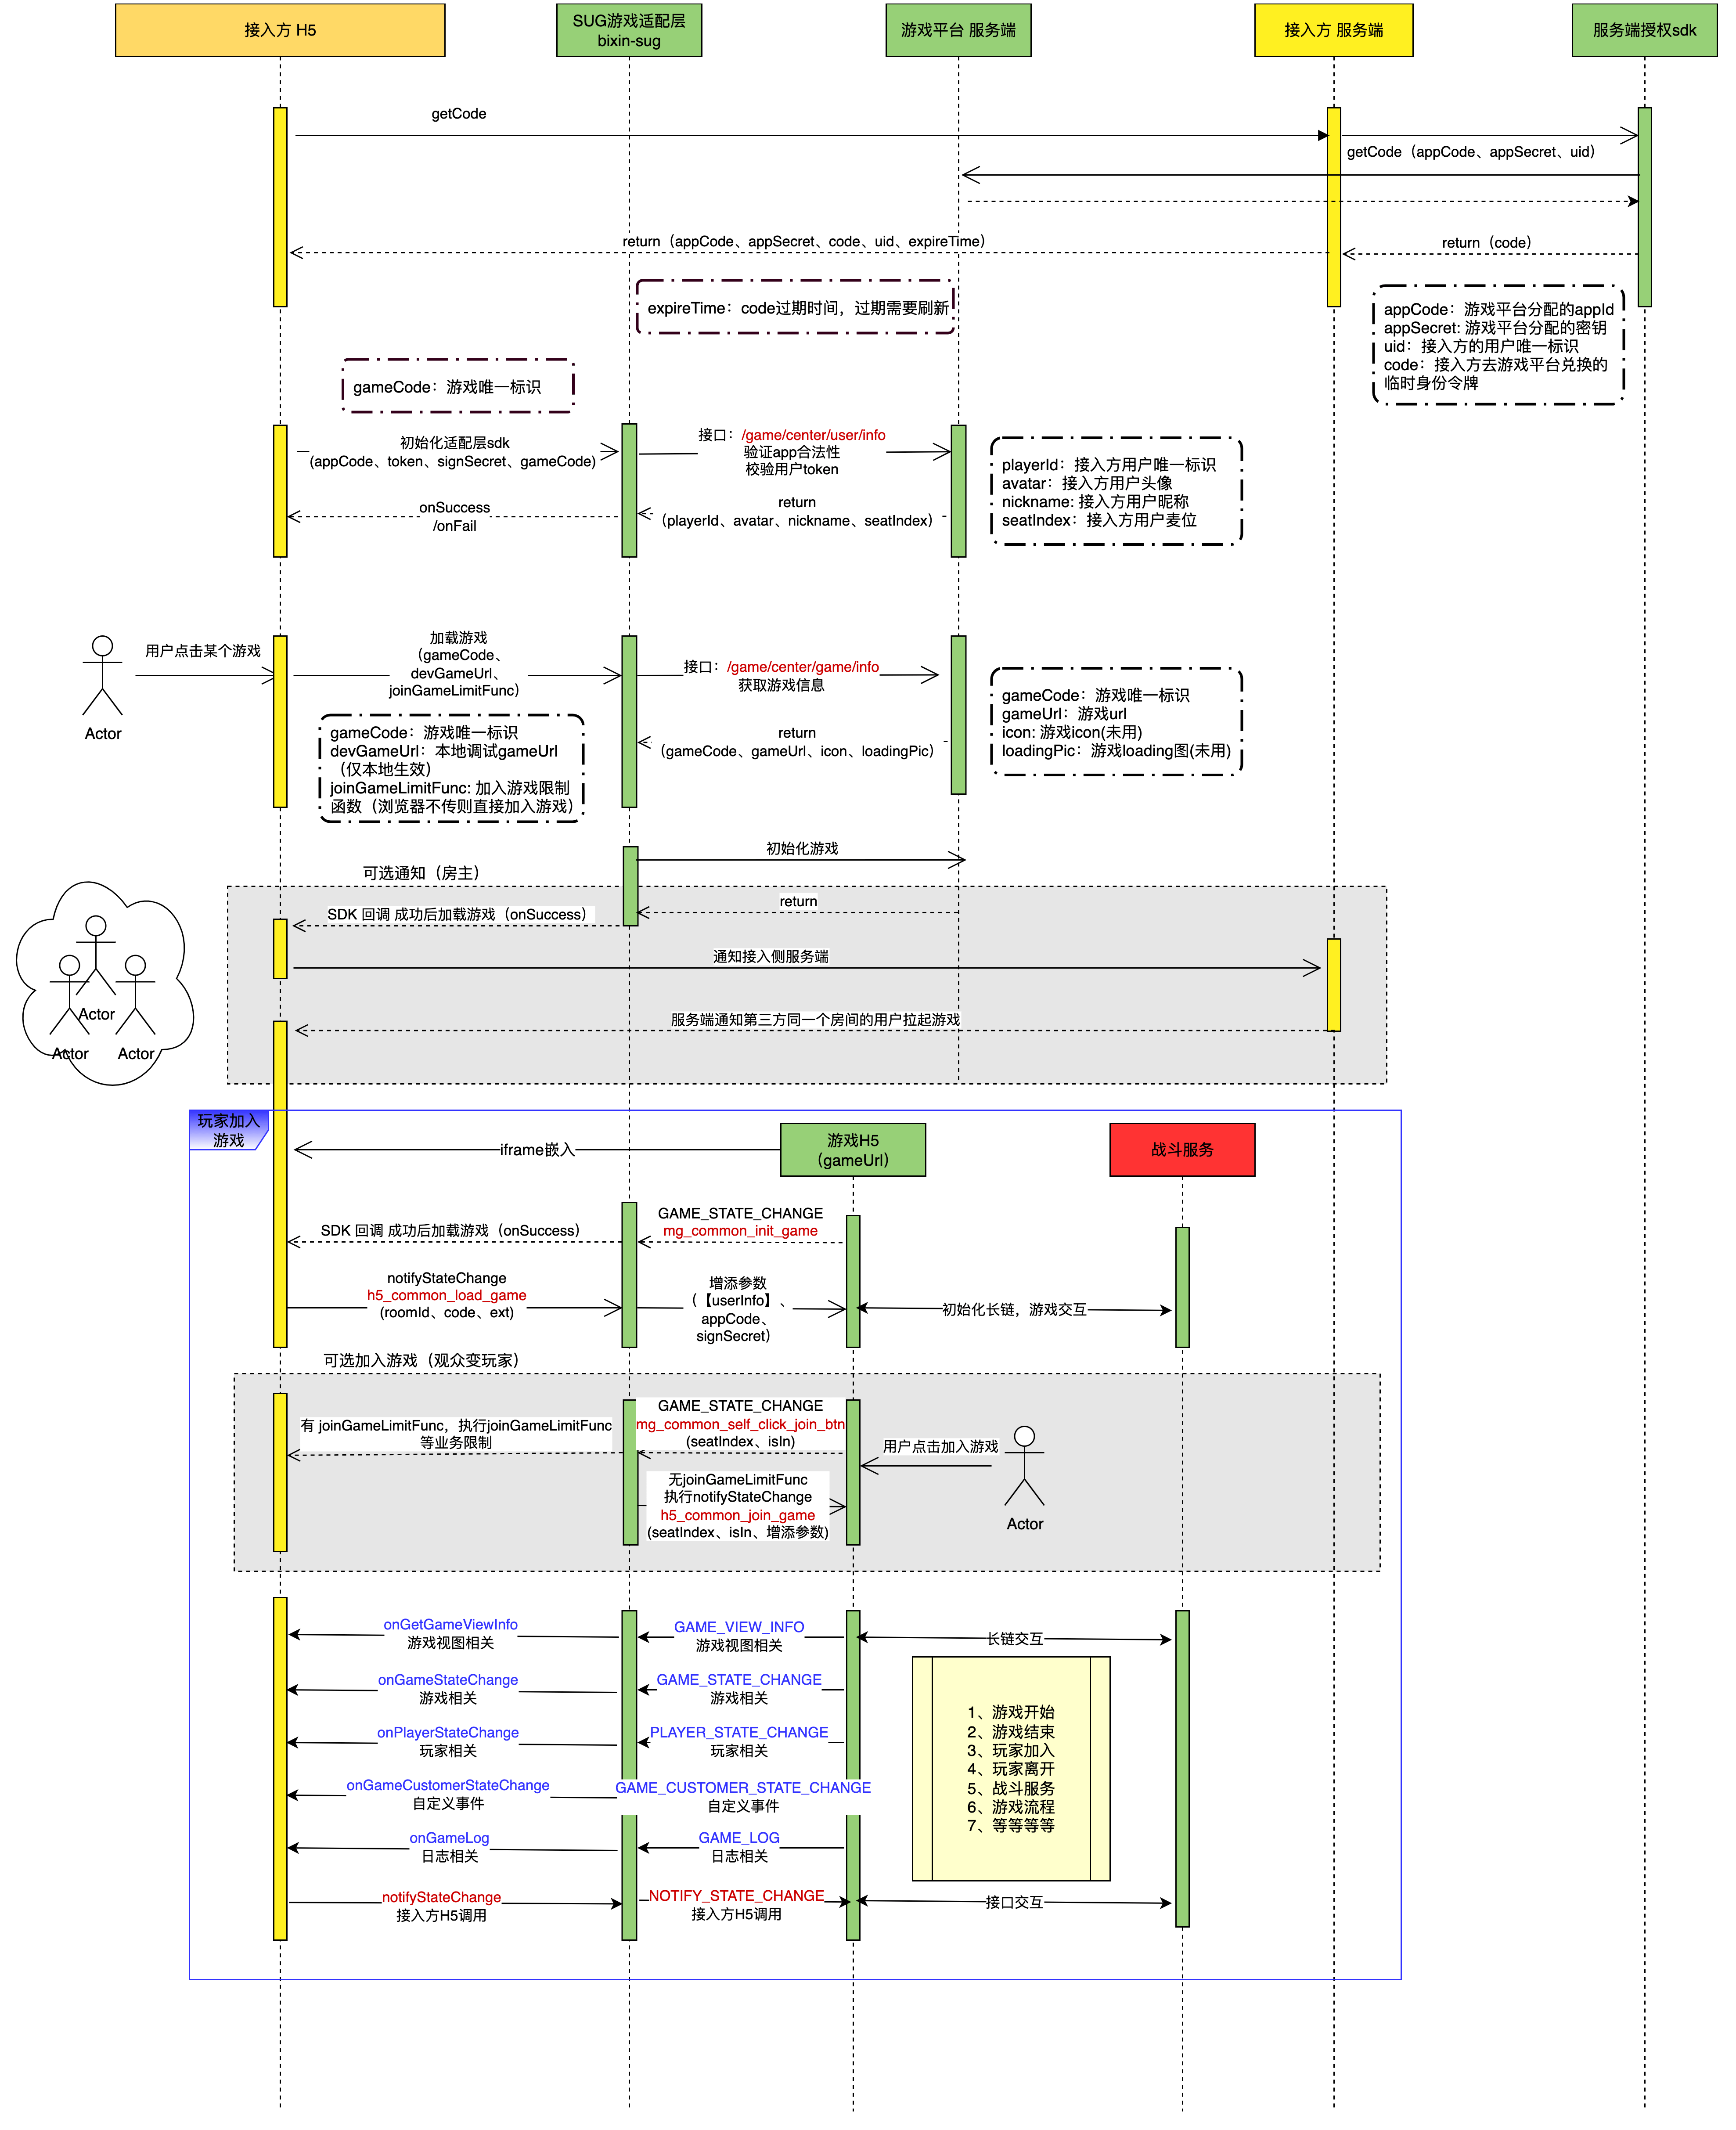 接入方 H5
SUG游戏适配层
bixin-sug
游戏平台 服务端
接入方 服务端
服务端授权sdk
getCode
getCode（appCode、appSecret、uid）
return（appCode、appSecret、code、uid、expireTime）
return（code）
expireTime：code过期时间，过期需要刷新
appCode：游戏平台分配的appId
appSecret: 游戏平台分配的密钥
uid：接入方的用户唯一标识
code：接入方去游戏平台兑换的
临时身份令牌
gameCode：游戏唯一标识
初始化适配层sdk
(appCode、token、signSecret、gameCode)
接口：/game/center/user/info
验证app合法性
校验用户token
onSuccess
/onFail
return
（playerId、avatar、nickname、seatIndex）
playerId：接入方用户唯一标识
avatar：接入方用户头像
nickname: 接入方用户昵称
seatIndex：接入方用户麦位
Actor
用户点击某个游戏
加载游戏
（gameCode、
devGameUrl、
joinGameLimitFunc）
接口：/game/center/game/info
获取游戏信息
return
（gameCode、gameUrl、icon、loadingPic）
gameCode：游戏唯一标识
gameUrl：游戏url
icon: 游戏icon(未用)
loadingPic：游戏loading图(未用)
gameCode：游戏唯一标识
devGameUrl：本地调试gameUrl
（仅本地生效）
joinGameLimitFunc: 加入游戏限制
函数（浏览器不传则直接加入游戏）
初始化游戏
可选通知（房主）
return
SDK 回调 成功后加载游戏（onSuccess）
通知接入侧服务端
服务端通知第三方同一个房间的用户拉起游戏
Actor
Actor
Actor
玩家加入
游戏
iframe嵌入
游戏H5
（gameUrl）
战斗服务
SDK 回调 成功后加载游戏（onSuccess）
GAME_STATE_CHANGE
mg_common_init_game
notifyStateChange
h5_common_load_game
(roomId、code、ext)
增添参数
（【userInfo】、
appCode、
signSecret）
初始化长链，游戏交互
可选加入游戏（观众变玩家）
有 joinGameLimitFunc，执行joinGameLimitFunc
等业务限制
GAME_STATE_CHANGE
mg_common_self_click_join_btn
(seatIndex、isIn)
用户点击加入游戏
Actor
无joinGameLimitFunc
执行notifyStateChange
h5_common_join_game
(seatIndex、isIn、增添参数)
onGetGameViewInfo
游戏视图相关
GAME_VIEW_INFO
游戏视图相关
长链交互
onGameStateChange
游戏相关
GAME_STATE_CHANGE
游戏相关
onPlayerStateChange
玩家相关
PLAYER_STATE_CHANGE
玩家相关
onGameCustomerStateChange
自定义事件
GAME_CUSTOMER_STATE_CHANGE
自定义事件
onGameLog
日志相关
GAME_LOG
日志相关
1、游戏开始
2、游戏结束
3、玩家加入
4、玩家离开
5、战斗服务
6、游戏流程
7、等等等等
notifyStateChange
接入方H5调用
NOTIFY_STATE_CHANGE
接入方H5调用
接口交互